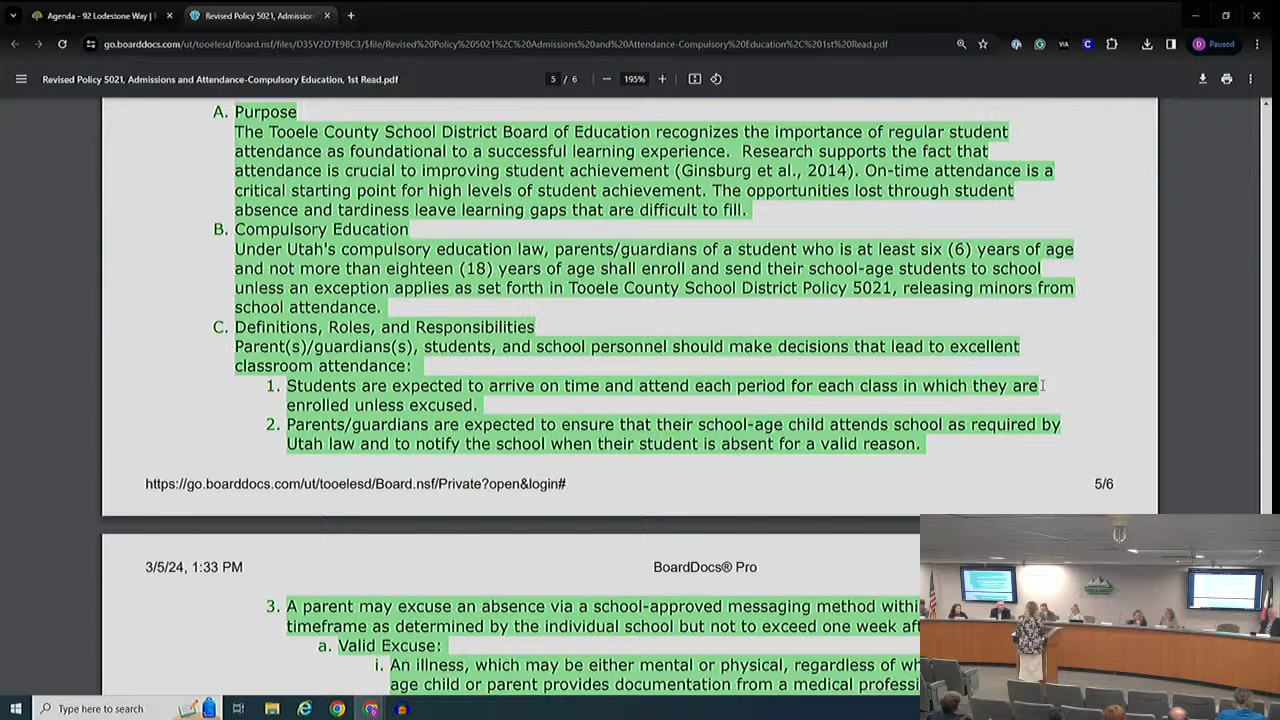 Agenda - 92 Lodestone Way |
Revised Policy 5021, Admission
go.boarddocs.com/ut/tooelesd/Board.nsf/files/D35V2D7E9BC3/$file/Revised%20Policy%205021%2C%20Admissions%20and%20Attendance-Compulsory%20Education%2C%201st%20Read.pdf
Paused
Revised Policy 5021, Admissions and Attendance-Compulsory Education, 1st Read.pdf
5 / 6
195%
A. Purpose
The Tooele County School District Board of Education recognizes the importance of regular student
attendance as foundational to a successful learning experience. Research supports the fact that
attendance is crucial to improving student achievement (Ginsburg et al., 2014). On-time attendance is a
critical starting point for high levels of student achievement. The opportunities lost through student
absence and tardiness leave learning gaps that are difficult to fill.
B. Compulsory Education
Under Utah's compulsory education law, parents/guardians of a student who is at least six (6) years of age
and not more than eighteen (18) years of age shall enroll and send their school-age students to school
unless an exception applies as set forth in Tooele County School District Policy 5021, releasing minors from
school attendance.
C. Definitions, Roles, and Responsibilities
Parent(s)/guardians(s), students, and school personnel should make decisions that lead to excellent
classroom attendance:
1. Students are expected to arrive on time and attend each period for each class in which they are
enrolled unless excused.
2. Parents/guardians are expected to ensure that their school-age child attends school as required by
Utah law and to notify the school when their student is absent for a valid reason.
https://go.boarddocs.com/ut/tooelesd/Board.nsf/Private?open&login#
5/6
3/5/24, 1:33 PM
BoardDocs® Pro
3. A parent may excuse an absence via a school-approved messaging method withi
timeframe as determined by the individual school but not to exceed one week af
a. Valid Excuse:
i. An illness, which may be either mental or physical, regardless of wh
age child or parent provides documentation from a medical profess
Type here to search